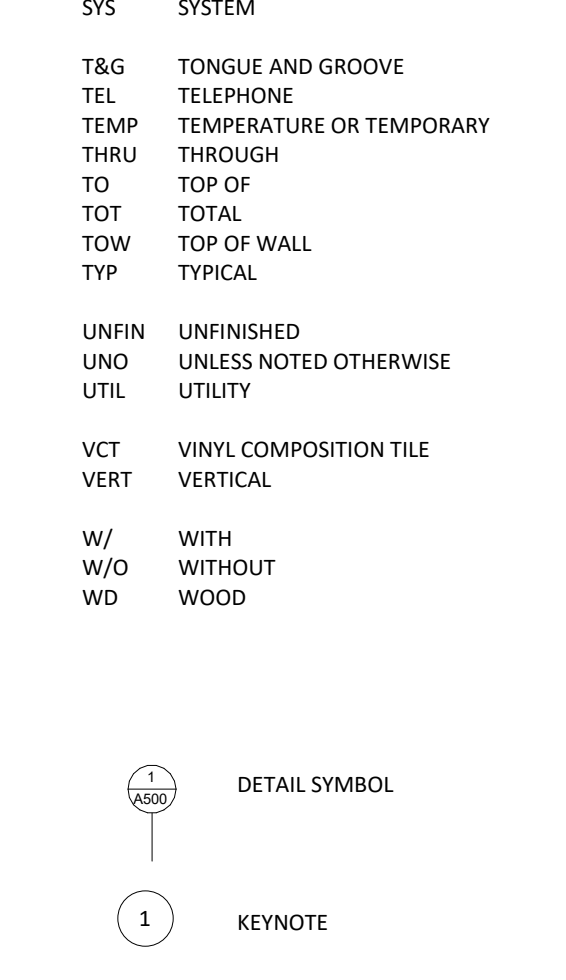 SYS SYSTEM
T&G TONGUE AND GROOVE
TEL TELEPHONE
TEMP TEMPERATURE OR TEMPORARY
THRU THROUGH
TO TOP OF
TOT TOTAL
TOW TOP OF WALL
TYP TYPICAL
UNFIN UNFINISHED
UNO UNLESS NOTED OTHERWISE
UTIL UTILITY
VCT VINYL COMPOSITION TILE
VERT VERTICAL
W/ WITH
W/O WITHOUT
WD WOOD
1
A500 DETAIL SYMBOL
1 KEYNOTE